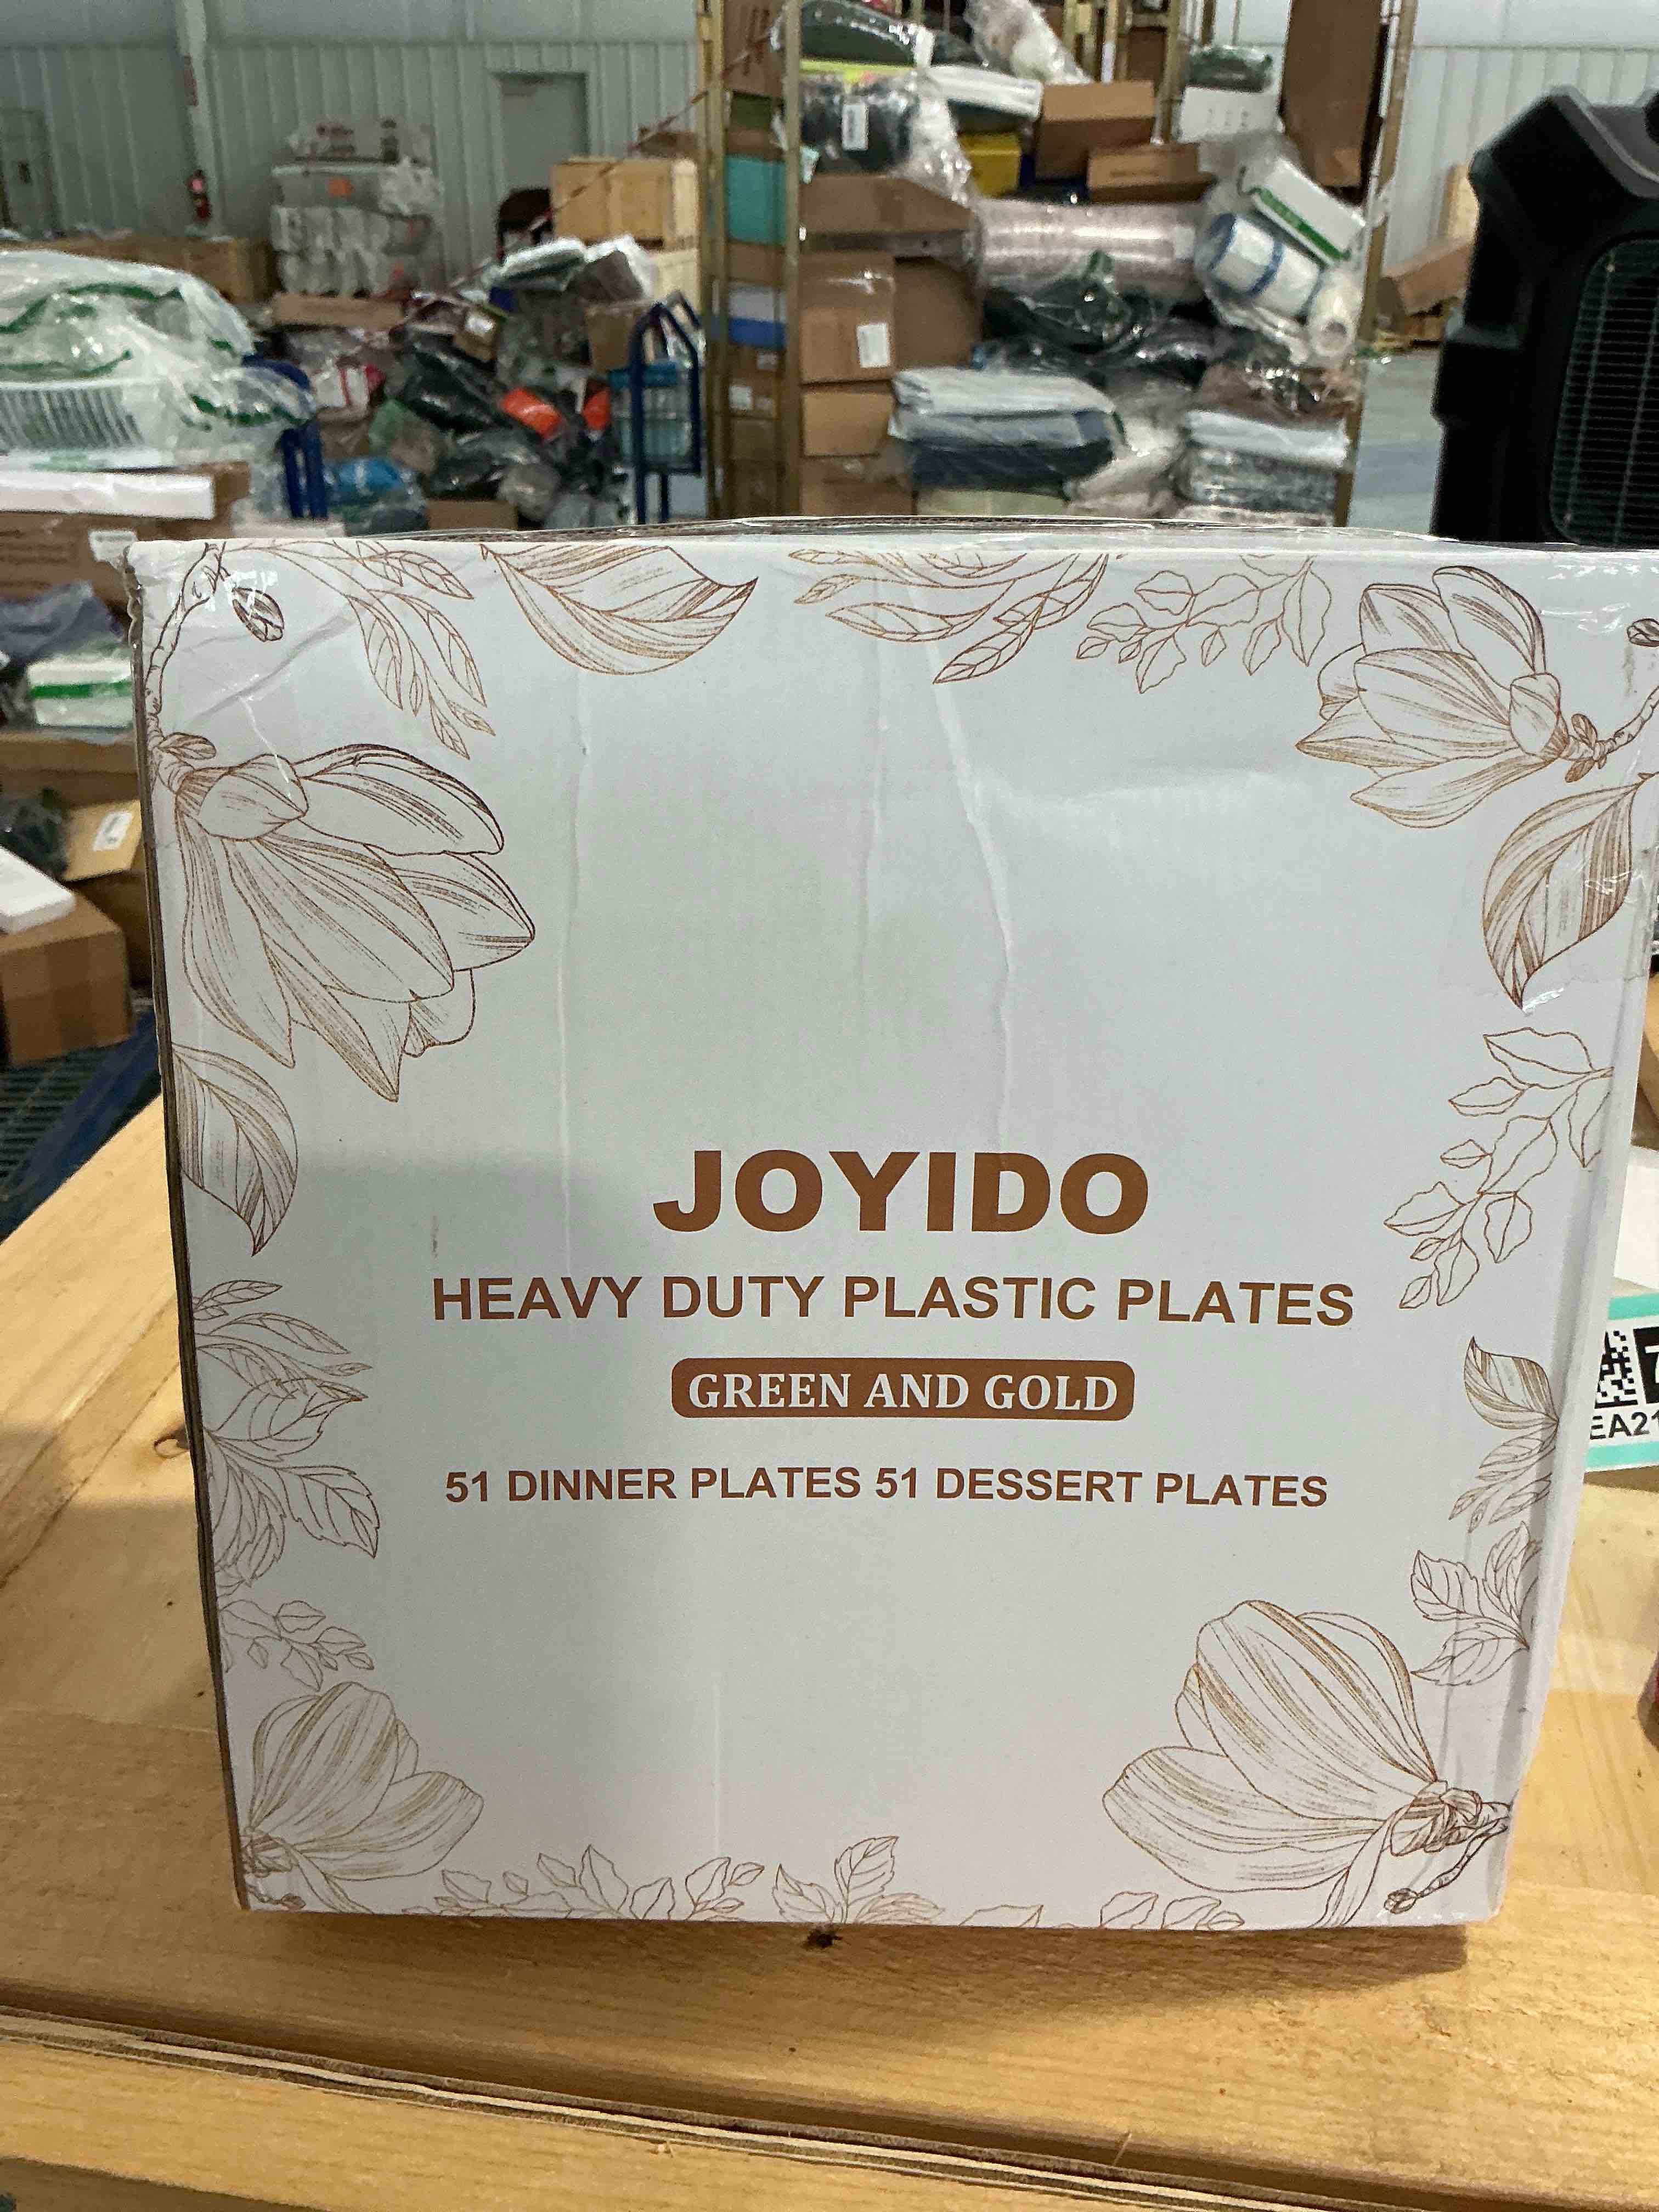 JOYIDO
HEAVY DUTY PLASTIC PLATES
GREEN AND GOLD
51 DINNER PLATES 51 DESSERT PLATES